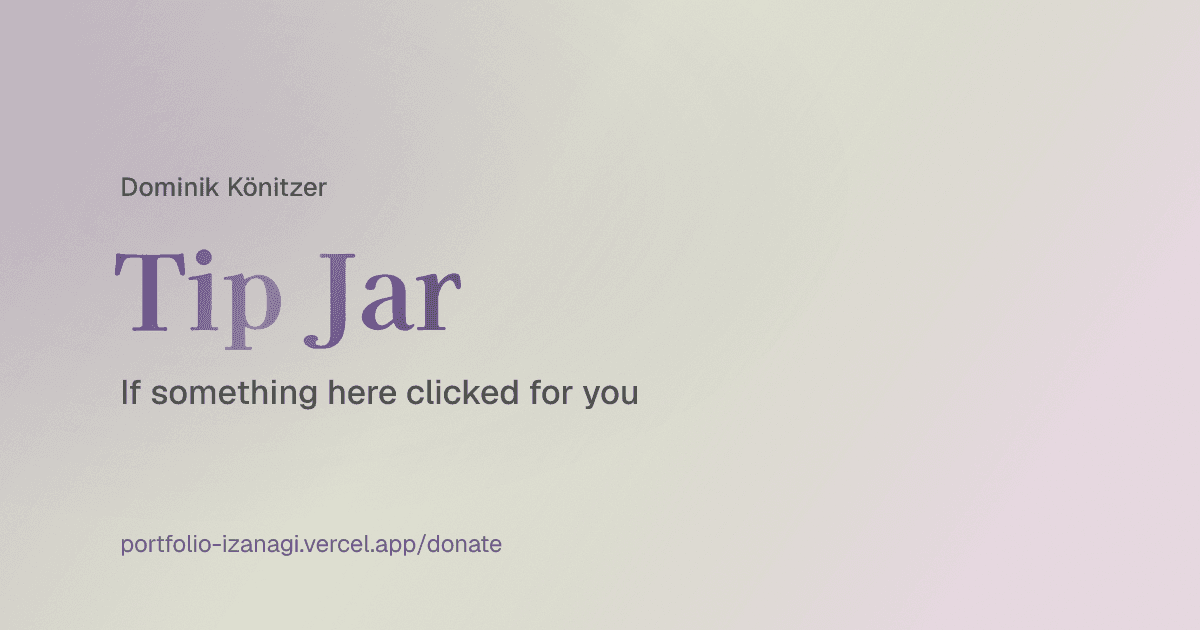 Dominik Könitzer
Tip Jar
If something here clicked for you
portfolio-izanagi.vercel.app/donate